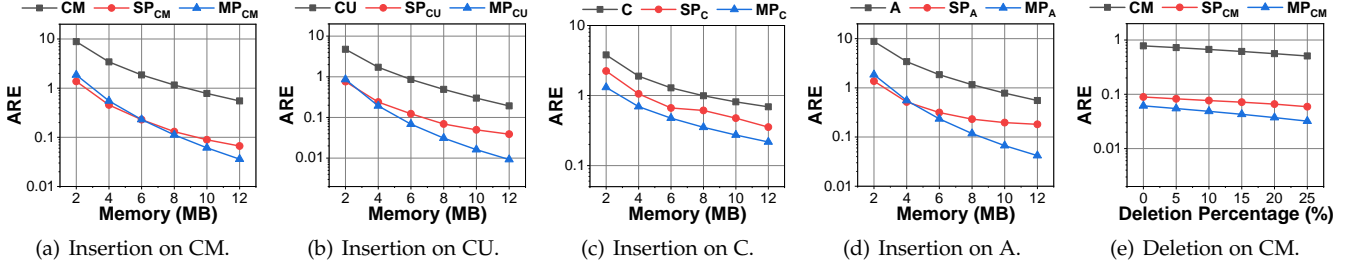 CM SP_CM MP_CM
ARE
10
1
0.1
0.01
2 4 6 8 10 12
Memory (MB)
(a) Insertion on CM.
CU SP_CU MP_CU
ARE
10
1
0.1
0.01
2 4 6 8 10 12
Memory (MB)
(b) Insertion on CU.
C SP_C MP_C
ARE
10
1
0.1
2 4 6 8 10 12
Memory (MB)
(c) Insertion on C.
A SP_A MP_A
ARE
10
1
0.1
0.01
2 4 6 8 10 12
Memory (MB)
(d) Insertion on A.
CM SP_CM MP_CM
ARE
1
0.1
0.01
0 5 10 15 20 25
Deletion Percentage (%)
(e) Deletion on CM.